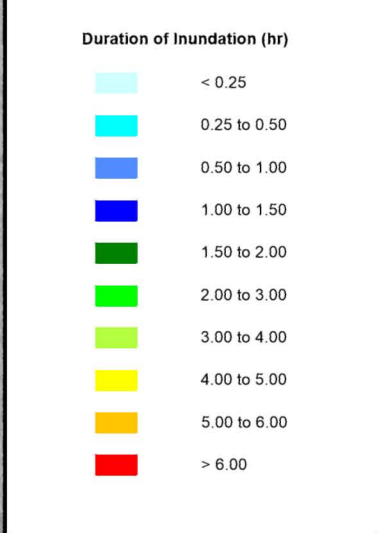 Duration of Inundation (hr)
< 0.25
0.25 to 0.50
0.50 to 1.00
1.00 to 1.50
1.50 to 2.00
2.00 to 3.00
3.00 to 4.00
4.00 to 5.00
5.00 to 6.00
> 6.00